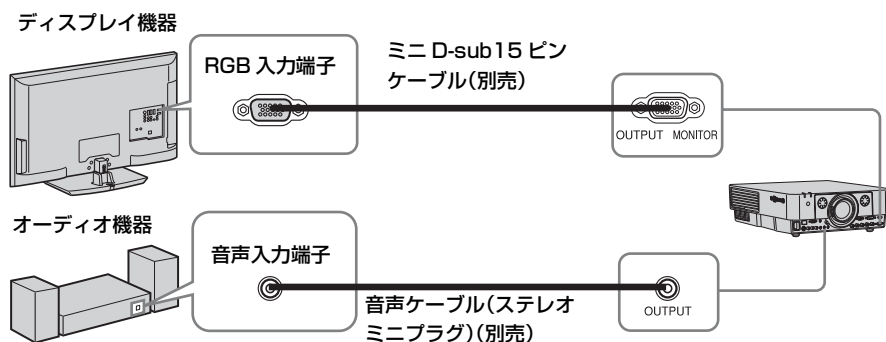 ディスプレイ機器
RGB 入力端子
ミニ D-sub15 ピン
ケーブル(別売)
OUTPUT MONITOR
オーディオ機器
音声入力端子
音声ケーブル(ステレオ
ミニプラグ)(別売)
OUTPUT